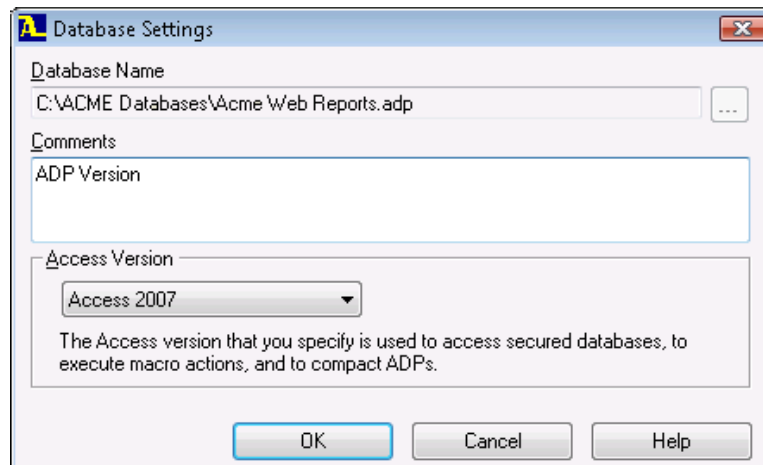 Database Settings
Database Name
C:\ACME Databases\Acme Web Reports.adp
...
Comments
ADP Version
Access Version
Access 2007
The Access version that you specify is used to access secured databases, to
execute macro actions, and to compact ADPs.
OK Cancel Help